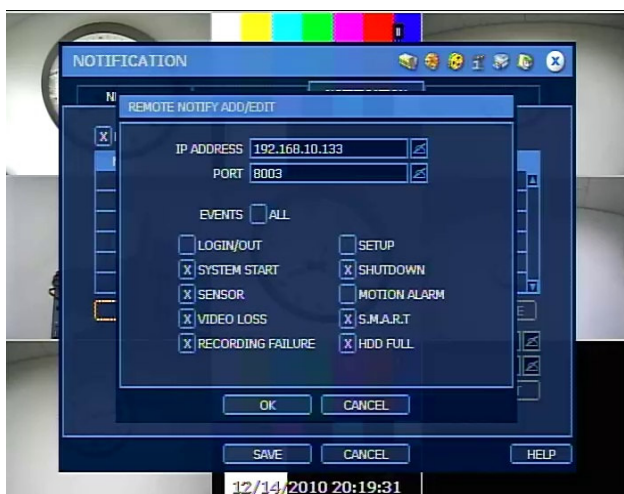 NOTIFICATION
REMOTE NOTIFY ADD/EDIT
IP ADDRESS 192.168.10.133
PORT 8003
EVENTS ALL
LOGIN/OUT SETUP
X SYSTEM START X SHUTDOWN
X SENSOR MOTION ALARM
X VIDEO LOSS X S.M.A.R.T
X RECORDING FAILURE X HDD FULL
OK CANCEL
SAVE CANCEL HELP
12/14/2010 20:19:31